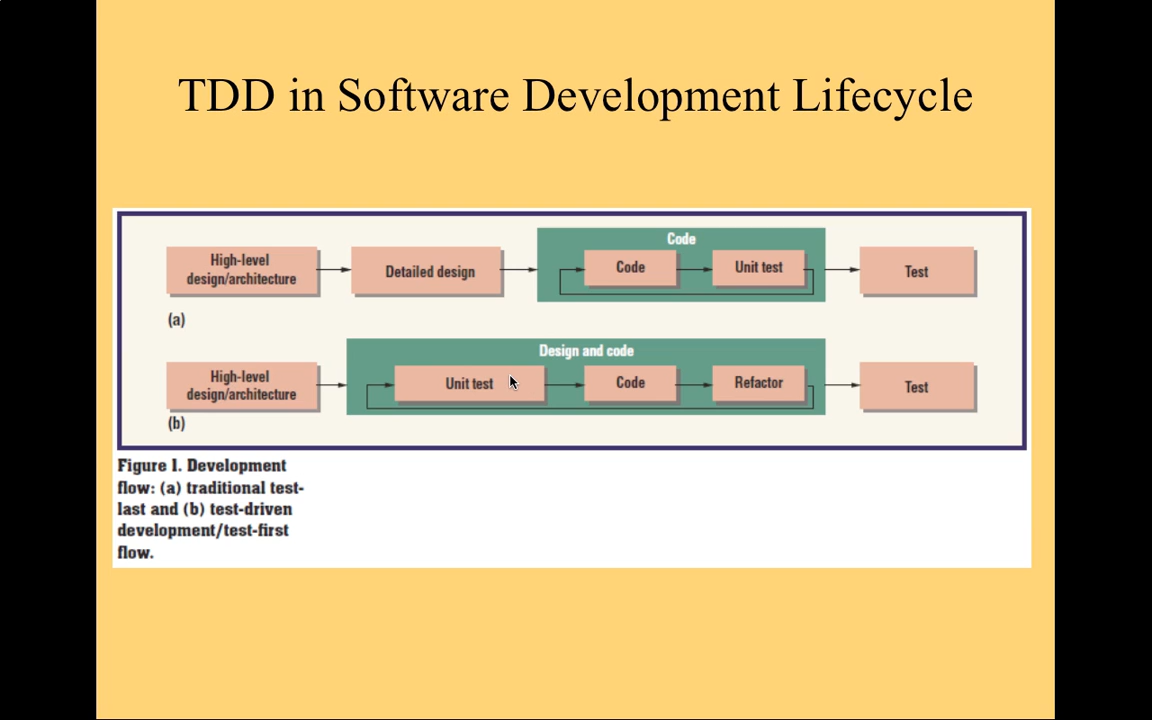 TDD in Software Development Lifecycle
High-level
design/architecture
Detailed design
Code
Code
Unit test
Test
(a)
High-level
design/architecture
Design and code
Unit test
Code
Refactor
Test
(b)
Figure 1. Development
flow: (a) traditional test-
last and (b) test-driven
development/test-first
flow.